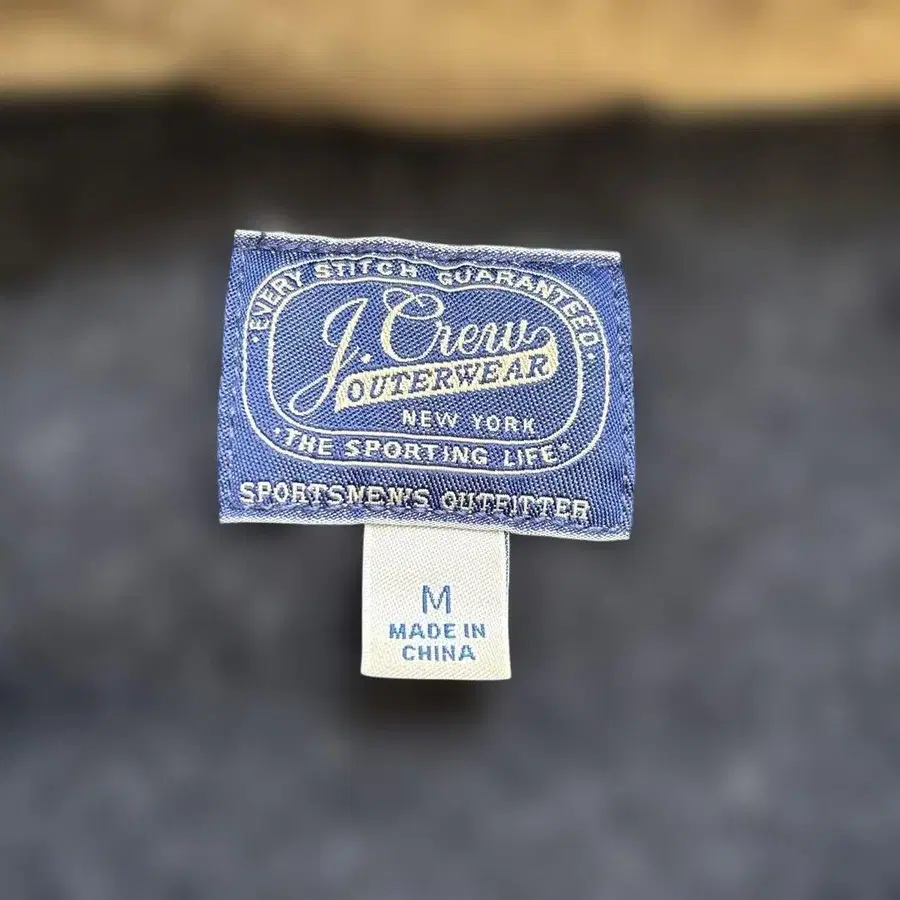 ·EVERY STITCH GUARANTEED·
J. Crew
OUTERWEAR
NEW YORK
·THE SPORTING LIFE·
SPORTSMEN'S OUTFITTER
M
MADE IN
CHINA